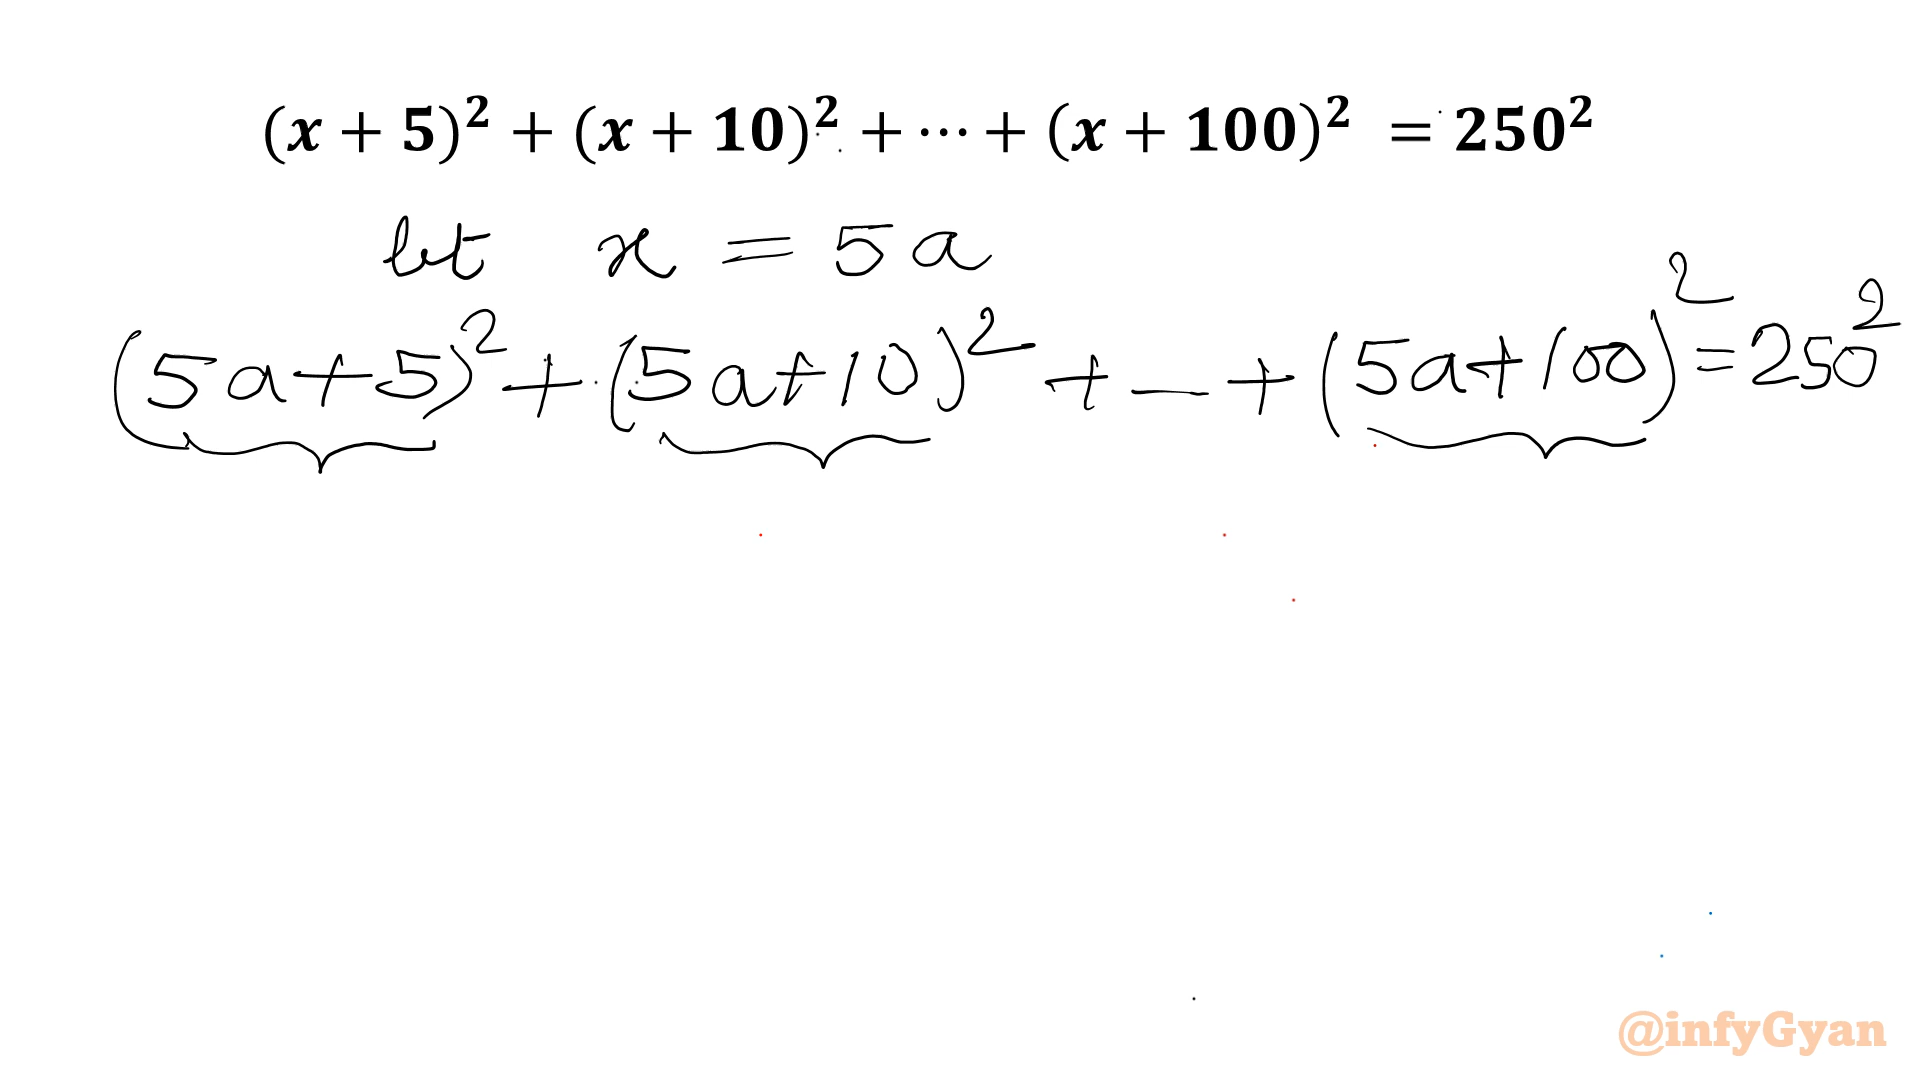 (x + 5)² + (x + 10)² + ⋯ + (x + 100)² = 250²
let x = 5a
(5a+5)² + (5a+10)² + — + (5a+100)² = 250²
@infyGyan